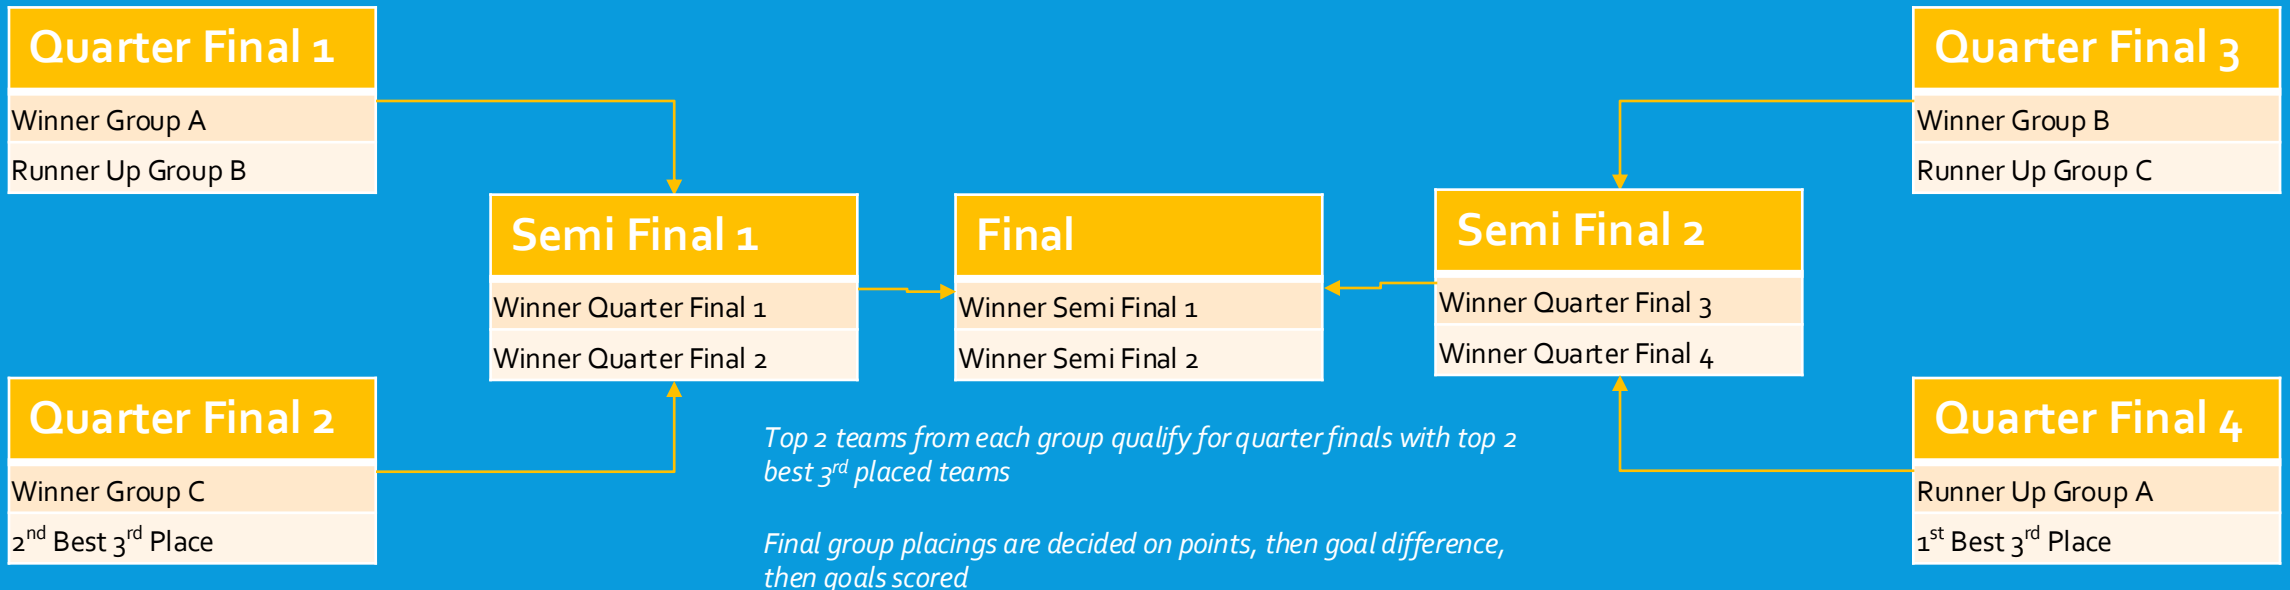 Quarter Final 1
Winner Group A
Runner Up Group B
Quarter Final 2
Winner Group C
2nd Best 3rd Place
Semi Final 1
Winner Quarter Final 1
Winner Quarter Final 2
Final
Winner Semi Final 1
Winner Semi Final 2
Semi Final 2
Winner Quarter Final 3
Winner Quarter Final 4
Quarter Final 3
Winner Group B
Runner Up Group C
Quarter Final 4
Runner Up Group A
1st Best 3rd Place
Top 2 teams from each group qualify for quarter finals with top 2
best 3rd placed teams
Final group placings are decided on points, then goal difference,
then goals scored